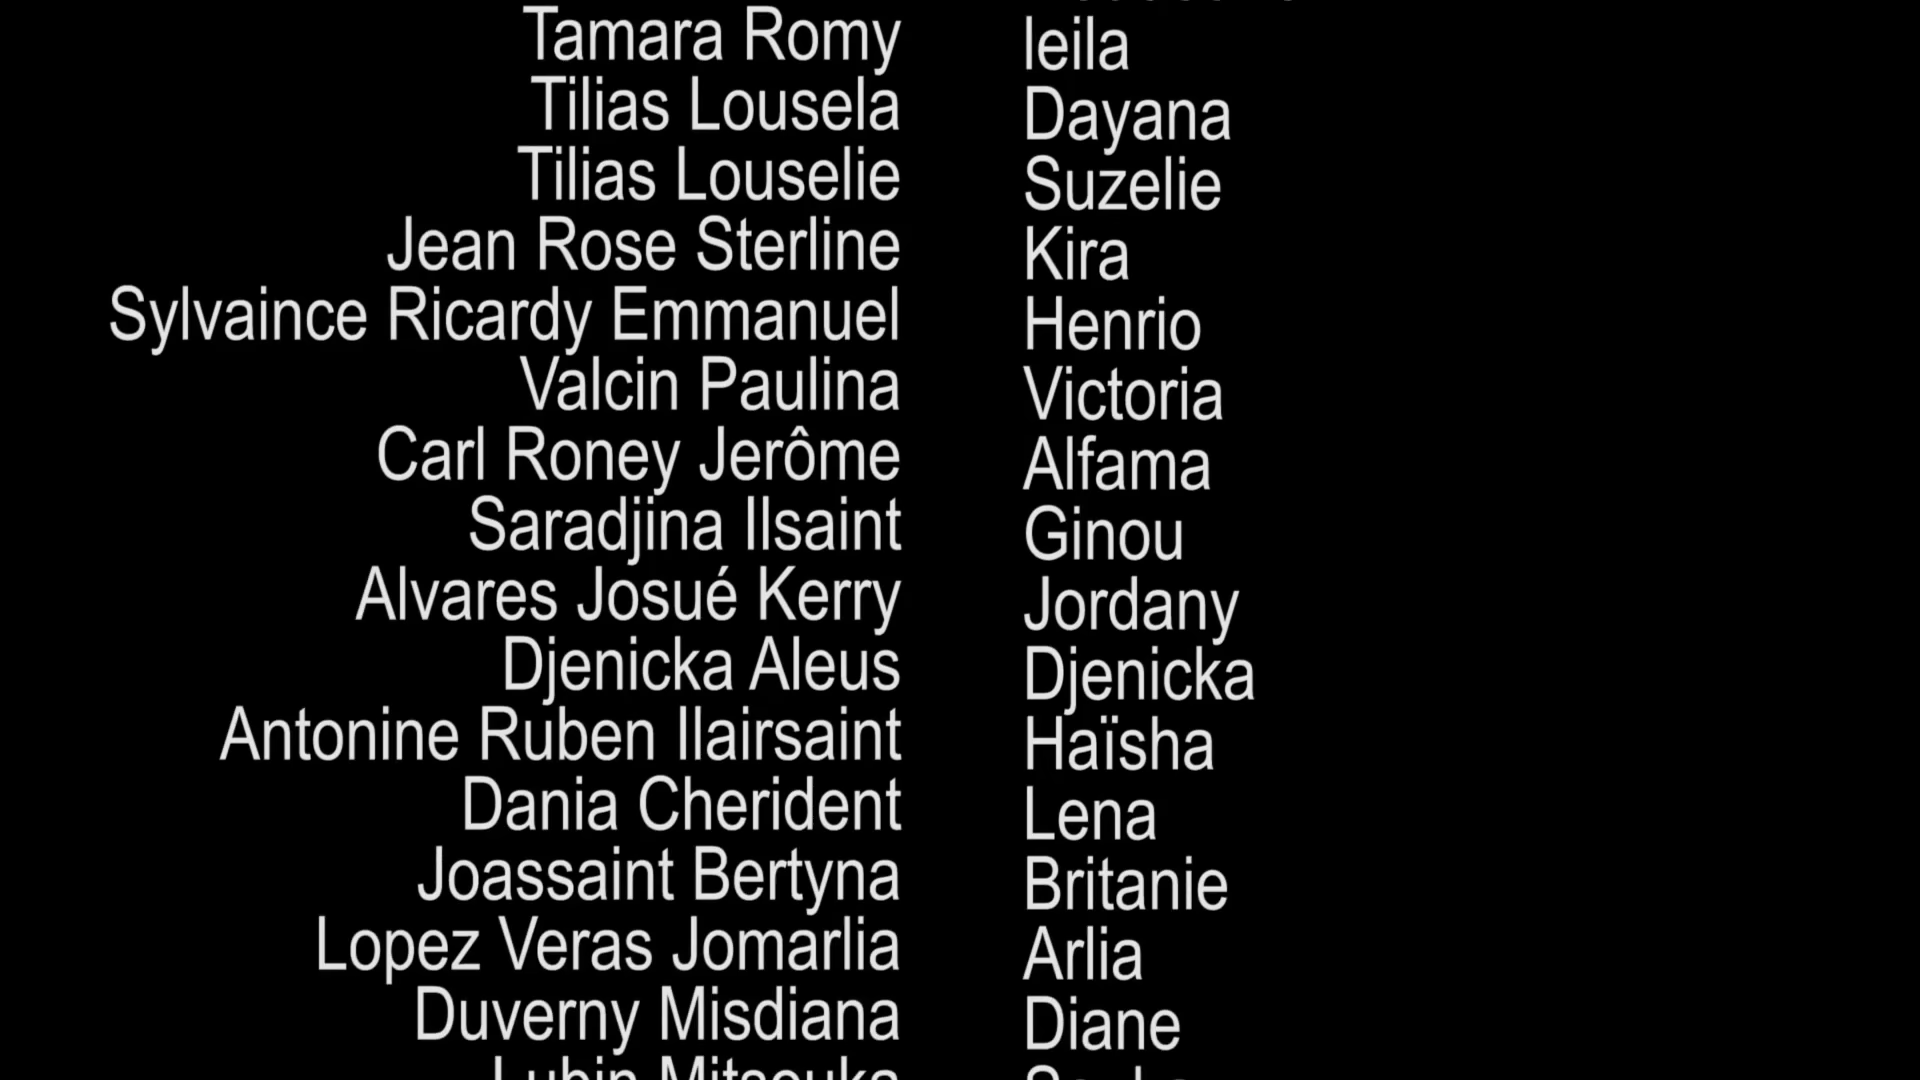 Tamara Romy leila
Tilias Lousela Dayana
Tilias Louselie Suzelie
Jean Rose Sterline Kira
Sylvaince Ricardy Emmanuel Henrio
Valcin Paulina Victoria
Carl Roney Jerôme Alfama
Saradjina Ilsaint Ginou
Alvares Josué Kerry Jordany
Djenicka Aleus Djenicka
Antonine Ruben Ilairsaint Haïsha
Dania Cherident Lena
Joassaint Bertyna Britanie
Lopez Veras Jomarlia Arlia
Duverny Misdiana Diane
Lubin